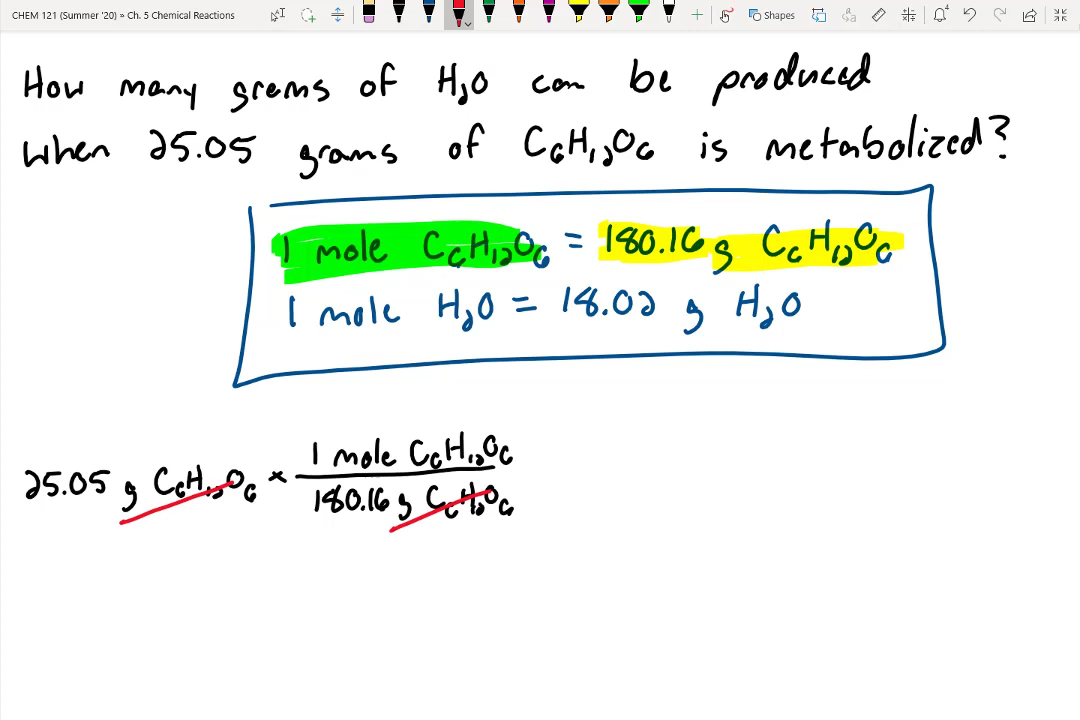 CHEM 121 (Summer '20) » Ch. 5 Chemical Reactions
Shapes
4
How many grams of H₂O can be produced
when 25.05 grams of C₆H₁₂O₆ is metabolized?
1 mole C₆H₁₂O₆ = 180.16 g C₆H₁₂O₆
1 mole H₂O = 18.02 g H₂O
25.05 g C₆H₁₂O₆ × 1 mole C₆H₁₂O₆
180.16 g C₆H₁₂O₆